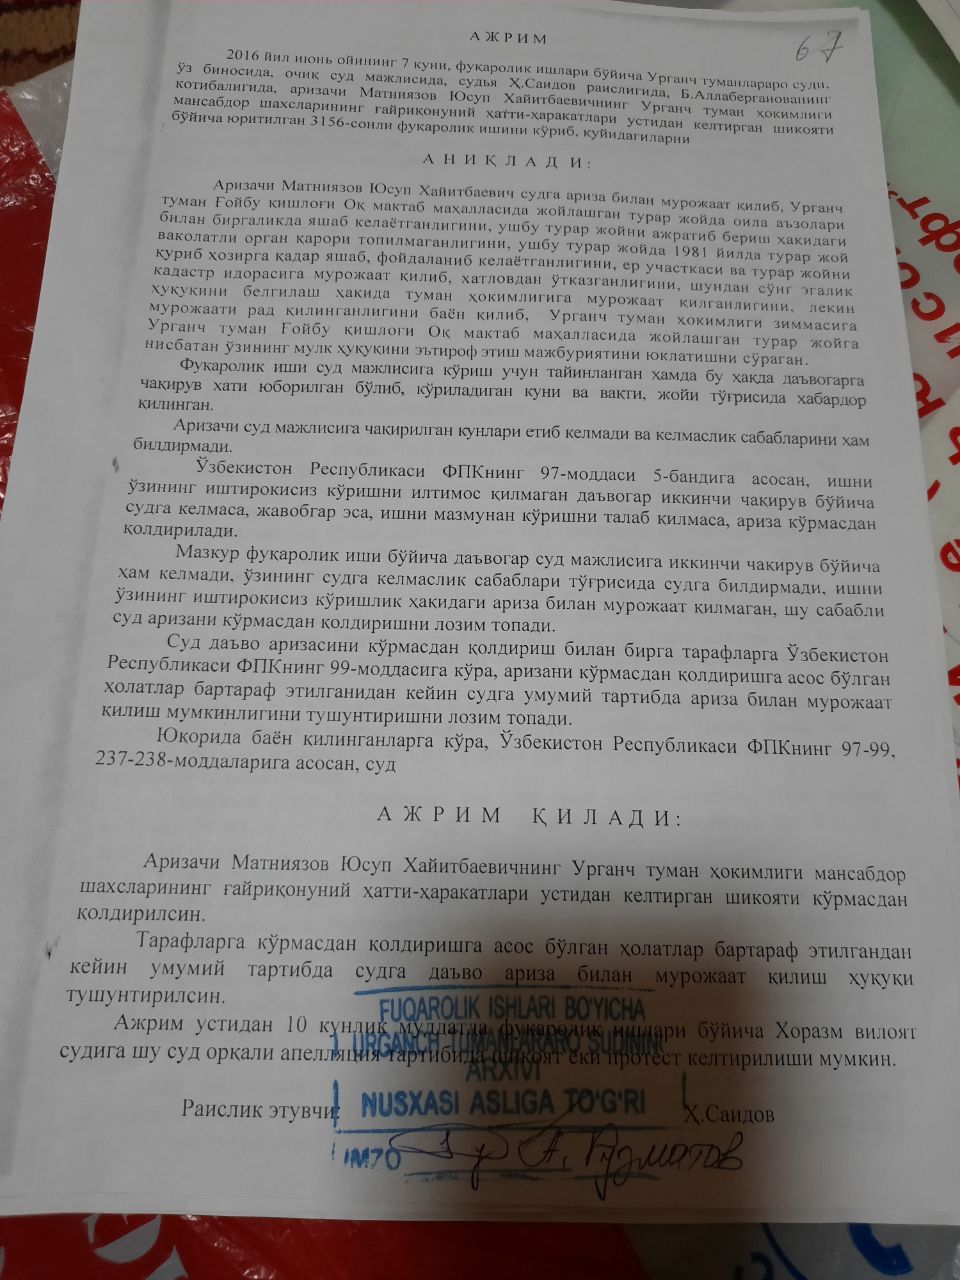 67
АЖРИМ
2016 йил июнь ойининг 7 куни, фуқаролик ишлари бўйича Урганч туманлараро суди,
ўз биносида, очиқ суд мажлисида, судья Ҳ.Саидов раислигида, Б.Аллабергановнинг
котибалигида, аризачи Матниязов Юсуп Хайитбаевичнинг Урганч туман ҳокимлиги
мансабдор шахсларининг ғайриқонуний ҳатти-ҳаракатлари устидан келтирган шикояти
бўйича юритилган 3156-сонли фуқаролик ишини кўриб, қуйидагиларни
АНИҚЛАДИ:
Аризачи Матниязов Юсуп Хайитбаевич судга ариза билан мурожаат қилиб, Урганч
туман Ғойбу қишлоғи Оқ мактаб маҳалласида жойлашган турар жойда оила аъзолари
билан биргаликда яшаб келаётганлигини, ушбу турар жойни ажратиб бериш ҳақидаги
ваколатли орган қарори топилмаганлигини, ушбу турар жойда 1981 йилда турар жой
қуриб ҳозирга қадар яшаб, фойдаланиб келаётганлигини, ер участкаси ва турар жойни
кадастр идорасига мурожаат қилиб, хатловдан ўтказганлигини, шундан сўнг эгалик
ҳуқуқини белгилаш ҳақида туман ҳокимлигига мурожаат қилганлигини, лекин
мурожаати рад қилинганлигини баён қилиб, Урганч туман ҳокимлиги зиммасига
Урганч туман Ғойбу қишлоғи Оқ мактаб маҳалласида жойлашган турар жойга
нисбатан ўзининг мулк ҳуқуқини эътироф этиш мажбуриятини юклатишни сўраган.
Фуқаролик иши суд мажлисига кўриш учун тайинланган ҳамда бу ҳақда даъвогарга
чақирув хати юборилган бўлиб, кўриладиган куни ва вақти, жойи тўғрисида хабардор
қилинган.
Аризачи суд мажлисига чақирилган кунлари етиб келмади ва келмаслик сабабларини ҳам
билдирмади.
Ўзбекистон Республикаси ФПКнинг 97-моддаси 5-бандига асосан, ишни
ўзининг иштирокисиз кўришни илтимос қилмаган даъвогар иккинчи чақирув бўйича
судга келмаса, жавобгар эса, ишни мазмунан кўришни талаб қилмаса, ариза кўрмасдан
қолдирилади.
Мазкур фуқаролик иши бўйича даъвогар суд мажлисига иккинчи чақирув бўйича
ҳам келмади, ўзининг судга келмаслик сабаблари тўғрисида судга билдирмади, ишни
ўзининг иштирокисиз кўришлик ҳақидаги ариза билан мурожаат қилмаган, шу сабабли
суд аризани кўрмасдан қолдиришни лозим топади.
Суд даъво аризасини кўрмасдан қолдириш билан бирга тарафларга Ўзбекистон
Республикаси ФПКнинг 99-моддасига кўра, аризани кўрмасдан қолдиришга асос бўлган
ҳолатлар бартараф этилганидан кейин судга умумий тартибда ариза билан мурожаат
қилиш мумкинлигини тушунтиришни лозим топади.
Юқорида баён қилинганларга кўра, Ўзбекистон Республикаси ФПКнинг 97-99,
237-238-моддаларига асосан, суд
АЖРИМ ҚИЛАДИ:
Аризачи Матниязов Юсуп Хайитбаевичнинг Урганч туман ҳокимлиги мансабдор
шахсларининг ғайриқонуний ҳатти-ҳаракатлари устидан келтирган шикояти кўрмасдан
қолдирилсин.
Тарафларга кўрмасдан қолдиришга асос бўлган ҳолатлар бартараф этилгандан
кейин умумий тартибда судга даъво ариза билан мурожаат қилиш ҳуқуқи
тушунтирилсин.
Ажрим устидан 10 кунлик муддатда фуқаролик ишлари бўйича Хоразм вилоят
судига шу суд орқали апелляция тартибида шикоят ёки протест келтирилиши мумкин.
FUQAROLIK ISHLARI BO'YICHA
URGANCH TUMANLARARO SUDINING
ARXIVI
NUSXASI ASLIGA TO'G'RI
Раислик этувчи: Ҳ.Саидов
IMZO А. Рузматов